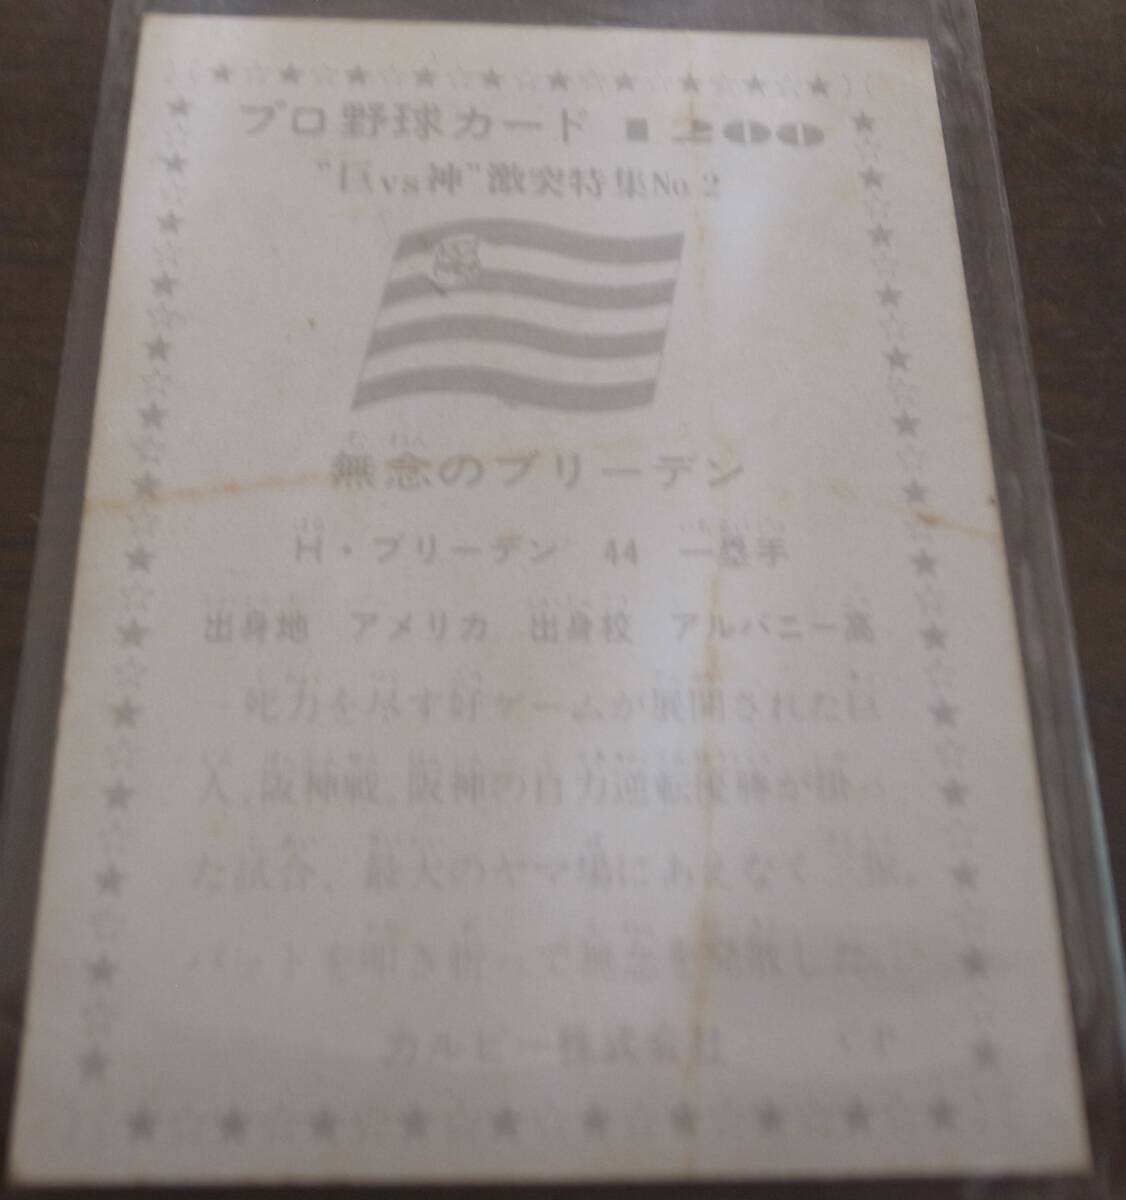 プロ野球カード ■ 1200
"巨vs神"激突特集No.2
無念のブリーデン
H・ブリーデン 44 一塁手
出身地 アメリカ 出身校 アルバニー高
死力を尽す好ゲームが展開された巨
人、阪神戦。阪神の自力逆転優勝が掛っ
た試合、最大のヤマ場にあえなく三振。
バットを叩き折って無念を発散した。
カルビー株式会社